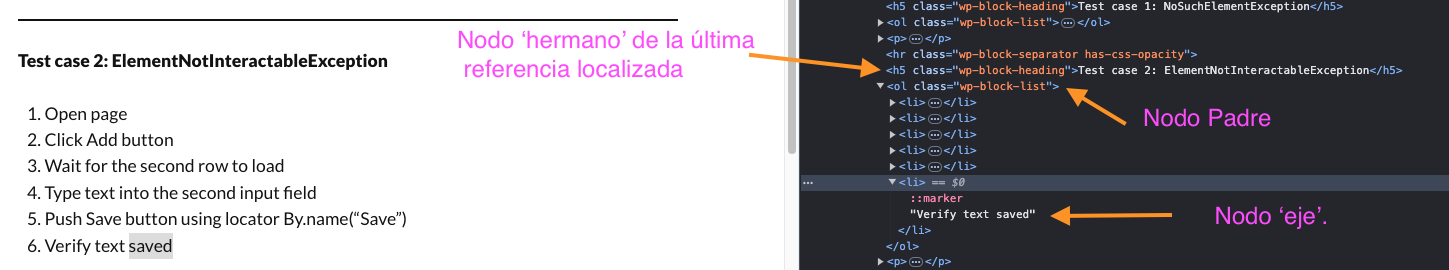 Test case 2: ElementNotInteractableException
1. Open page
2. Click Add button
3. Wait for the second row to load
4. Type text into the second input field
5. Push Save button using locator By.name(“Save”)
6. Verify text saved
Nodo ‘hermano’ de la última
referencia localizada
<h5 class="wp-block-heading">Test case 1: NoSuchElementException</h5>
<ol class="wp-block-list">…</ol>
<p>…</p>
<hr class="wp-block-separator has-css-opacity">
<h5 class="wp-block-heading">Test case 2: ElementNotInteractableException</h5>
<ol class="wp-block-list">
<li>…</li>
<li>…</li>
<li>…</li>
<li>…</li>
<li>…</li>
… <li> == $0
::marker
"Verify text saved"
</li>
</ol>
<p>…</p>
Nodo Padre
Nodo ‘eje’.